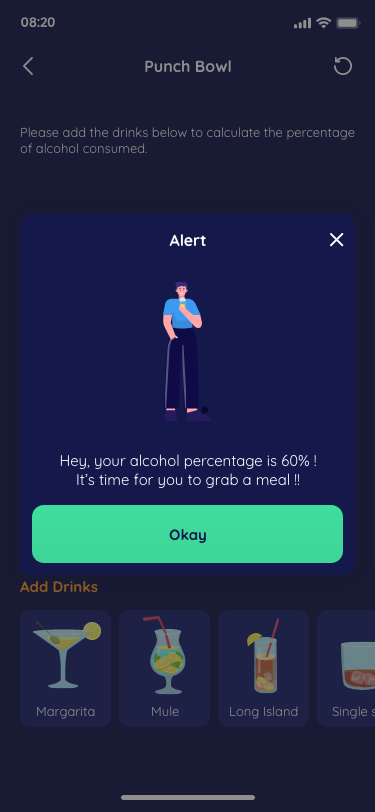 08:20
Punch Bowl
Please add the drinks below to calculate the percentage
of alcohol consumed.
Alert
Hey, your alcohol percentage is 60% !
It's time for you to grab a meal !!
Okay
Add Drinks
Margarita
Mule
Long Island
Single s